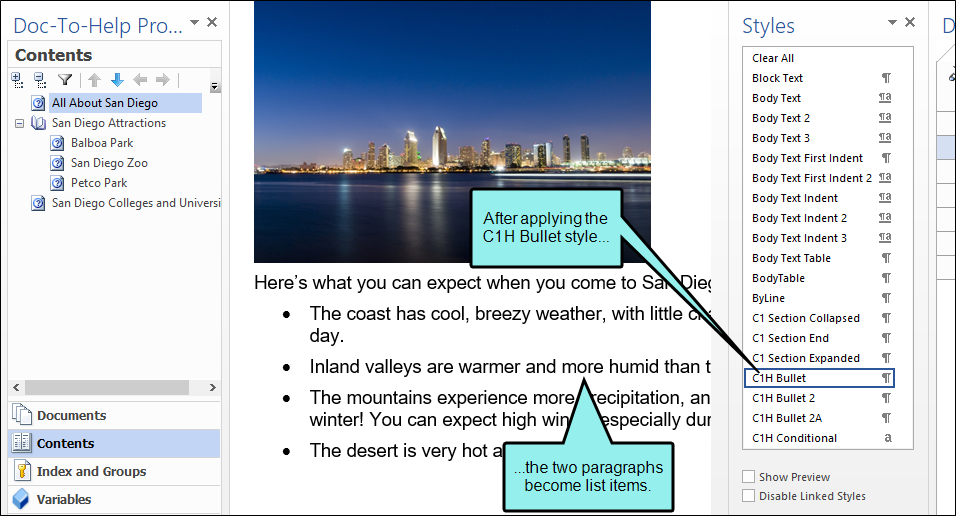 Doc-To-Help Pro...
Contents
All About San Diego
San Diego Attractions
Balboa Park
San Diego Zoo
Petco Park
San Diego Colleges and Universi
Documents
Contents
Index and Groups
Variables
After applying the
C1H Bullet style...
Here's what you can expect when you come to San Dieg
• The coast has cool, breezy weather, with little
day.
• Inland valleys are warmer and more humid than t
• The mountains experience more precipitation, an
winter! You can expect high especially dur
• The desert is very hot a
...the two paragraphs
become list items.
Styles
Clear All
Block Text ¶
Body Text ¶a
Body Text 2 ¶a
Body Text 3 ¶a
Body Text First Indent ¶
Body Text First Indent 2 ¶a
Body Text Indent ¶a
Body Text Indent 2 ¶a
Body Text Indent 3 ¶a
Body Text Table ¶
BodyTable ¶
ByLine ¶
C1 Section Collapsed ¶
C1 Section End ¶
C1 Section Expanded ¶
C1H Bullet ¶
C1H Bullet 2 ¶
C1H Bullet 2A ¶
C1H Conditional a
Show Preview
Disable Linked Styles
D